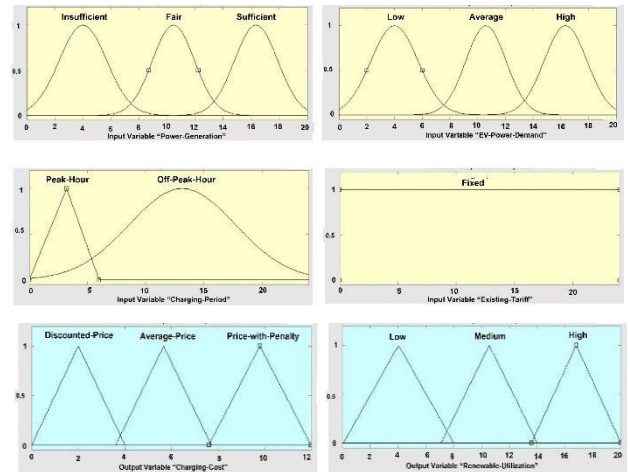 Insufficient Fair Sufficient
1
0.5
0
0 2 4 6 8 10 12 14 16 18 20
Input Variable "Power-Generation"
Low Average High
1
0.5
0
0 2 4 6 8 10 12 14 16 18 20
Input Variable "EV-Power-Demand"
Peak-Hour Off-Peak-Hour
1
0.5
0
0 5 10 15 20
Input Variable "Charging-Period"
Fixed
1
0.5
0
0 5 10 15 20
Input Variable "Existing-Tariff"
Discounted-Price Average-Price Price-with-Penalty
1
0.5
0
0 2 4 6 8 10 12
Output Variable "Charging-Cost"
Low Medium High
1
0.5
0
0 2 4 6 8 10 12 14 16 18 20
Output Variable "Renewable-Utilization"